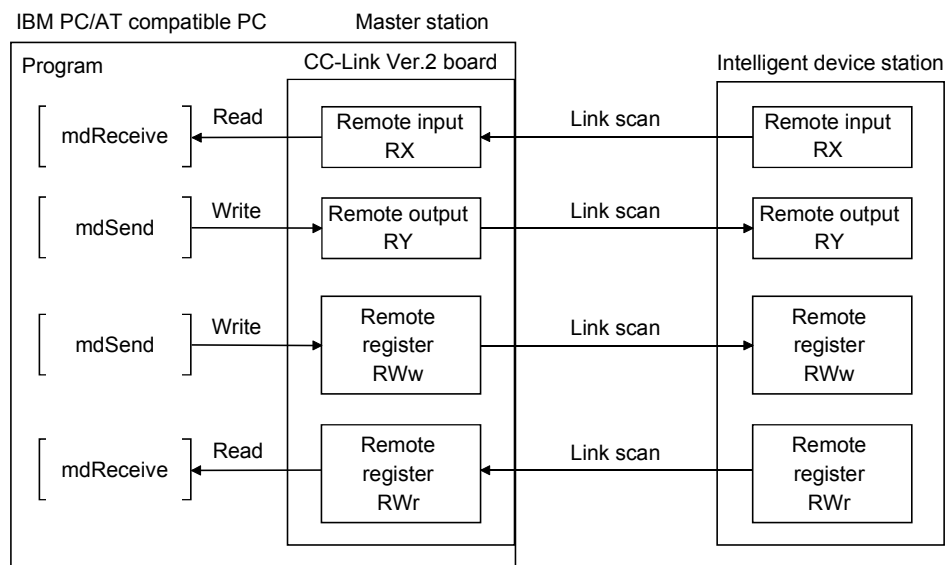 IBM PC/AT compatible PC
Master station
Program
CC-Link Ver.2 board
Intelligent device station
mdReceive
Read
Remote input
RX
Link scan
Remote input
RX
mdSend
Write
Remote output
RY
Link scan
Remote output
RY
mdSend
Write
Remote
register
RWw
Link scan
Remote
register
RWw
mdReceive
Read
Remote
register
RWr
Link scan
Remote
register
RWr